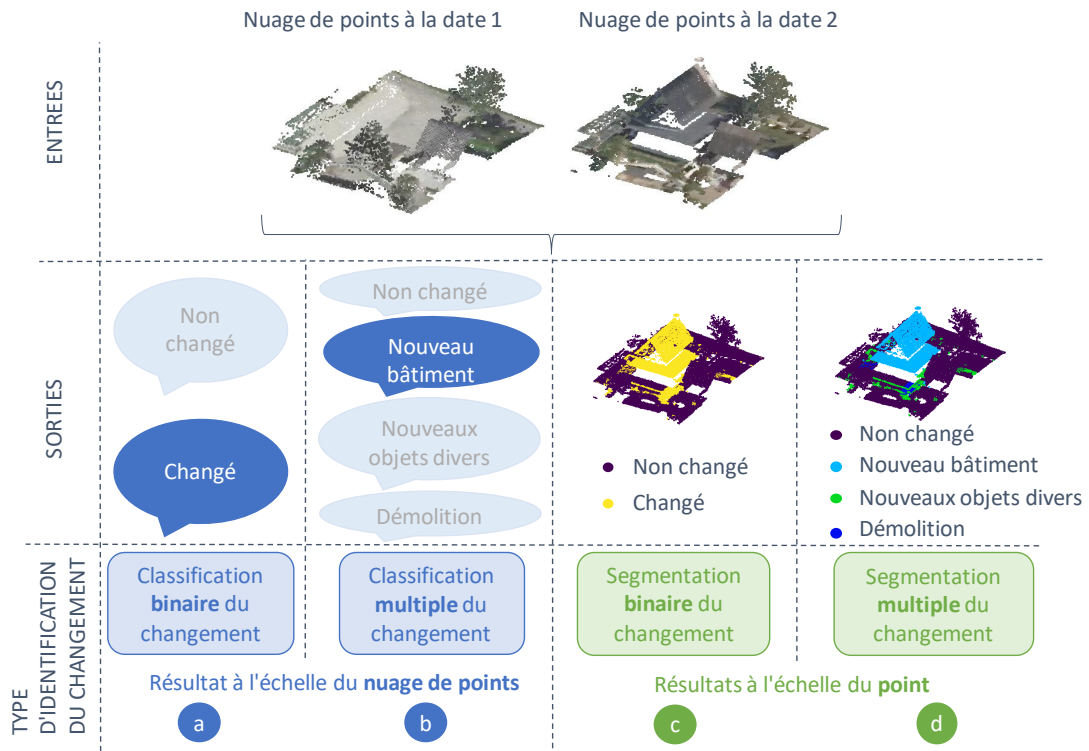 Nuage de points à la date 1
Nuage de points à la date 2
ENTREES
SORTIES
Non
changé
Changé
Non changé
Nouveau
bâtiment
Nouveaux
objets divers
Démolition
Non changé
Changé
Non changé
Nouveau bâtiment
Nouveaux objets divers
Démolition
TYPE
D'IDENTIFICATION
DU CHANGEMENT
Classification
binaire du
changement
Classification
multiple du
changement
Segmentation
binaire du
changement
Segmentation
multiple du
changement
Résultat à l'échelle du nuage de points
Résultats à l'échelle du point
a
b
c
d